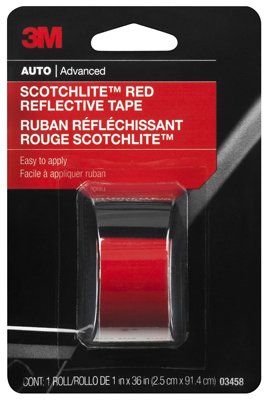 3M
AUTO | Advanced
SCOTCHLITE™ RED
REFLECTIVE TAPE
RUBAN RÉFLÉCHISSANT
ROUGE SCOTCHLITE™
Easy to apply
Facile à appliquer ruban
CONT: 1 ROLL/ROLLO DE 1 in x 36 in (2.5 cm x 91.4 cm) 03458